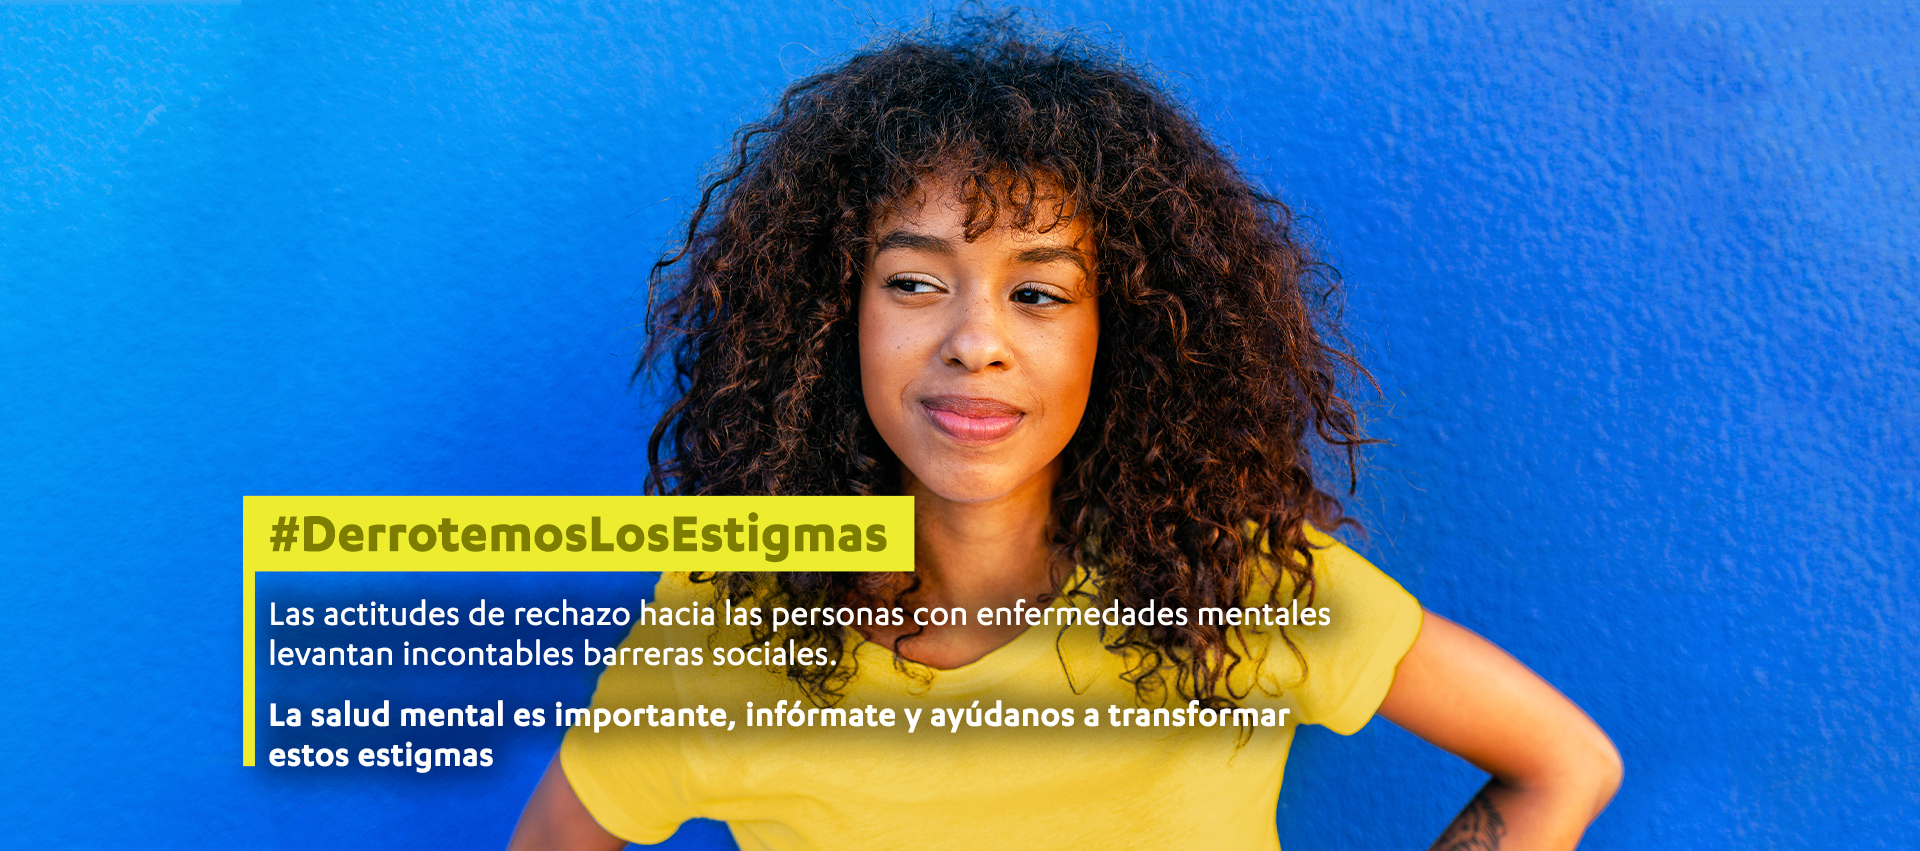 #DerrotemosLosEstigmas
Las actitudes de rechazo hacia las personas con enfermedades mentales
levantan incontables barreras sociales.
La salud mental es importante, infórmate y ayúdanos a transformar
estos estigmas